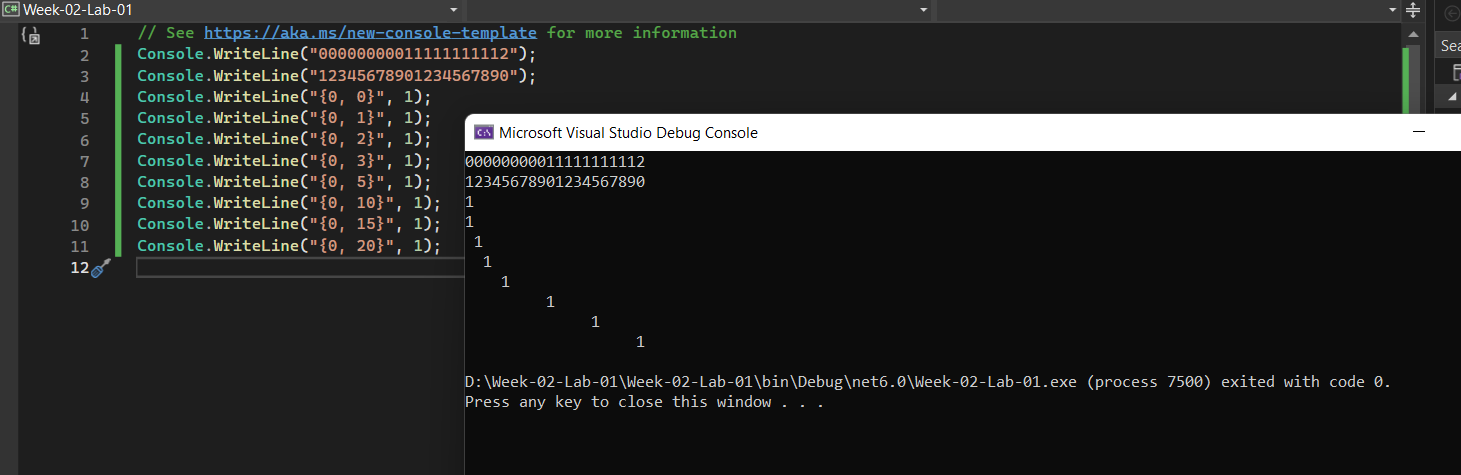 C# Week-02-Lab-01
1 // See https://aka.ms/new-console-template for more information
2 Console.WriteLine("00000000011111111112");
3 Console.WriteLine("12345678901234567890");
4 Console.WriteLine("{0, 0}", 1);
5 Console.WriteLine("{0, 1}", 1);
6 Console.WriteLine("{0, 2}", 1);
7 Console.WriteLine("{0, 3}", 1);
8 Console.WriteLine("{0, 5}", 1);
9 Console.WriteLine("{0, 10}", 1);
10 Console.WriteLine("{0, 15}", 1);
11 Console.WriteLine("{0, 20}", 1);
12
Sea
C:\ Microsoft Visual Studio Debug Console
00000000011111111112
12345678901234567890
1
1
 1
  1
    1
         1
              1
                   1
D:\Week-02-Lab-01\Week-02-Lab-01\bin\Debug\net6.0\Week-02-Lab-01.exe (process 7500) exited with code 0.
Press any key to close this window . . .